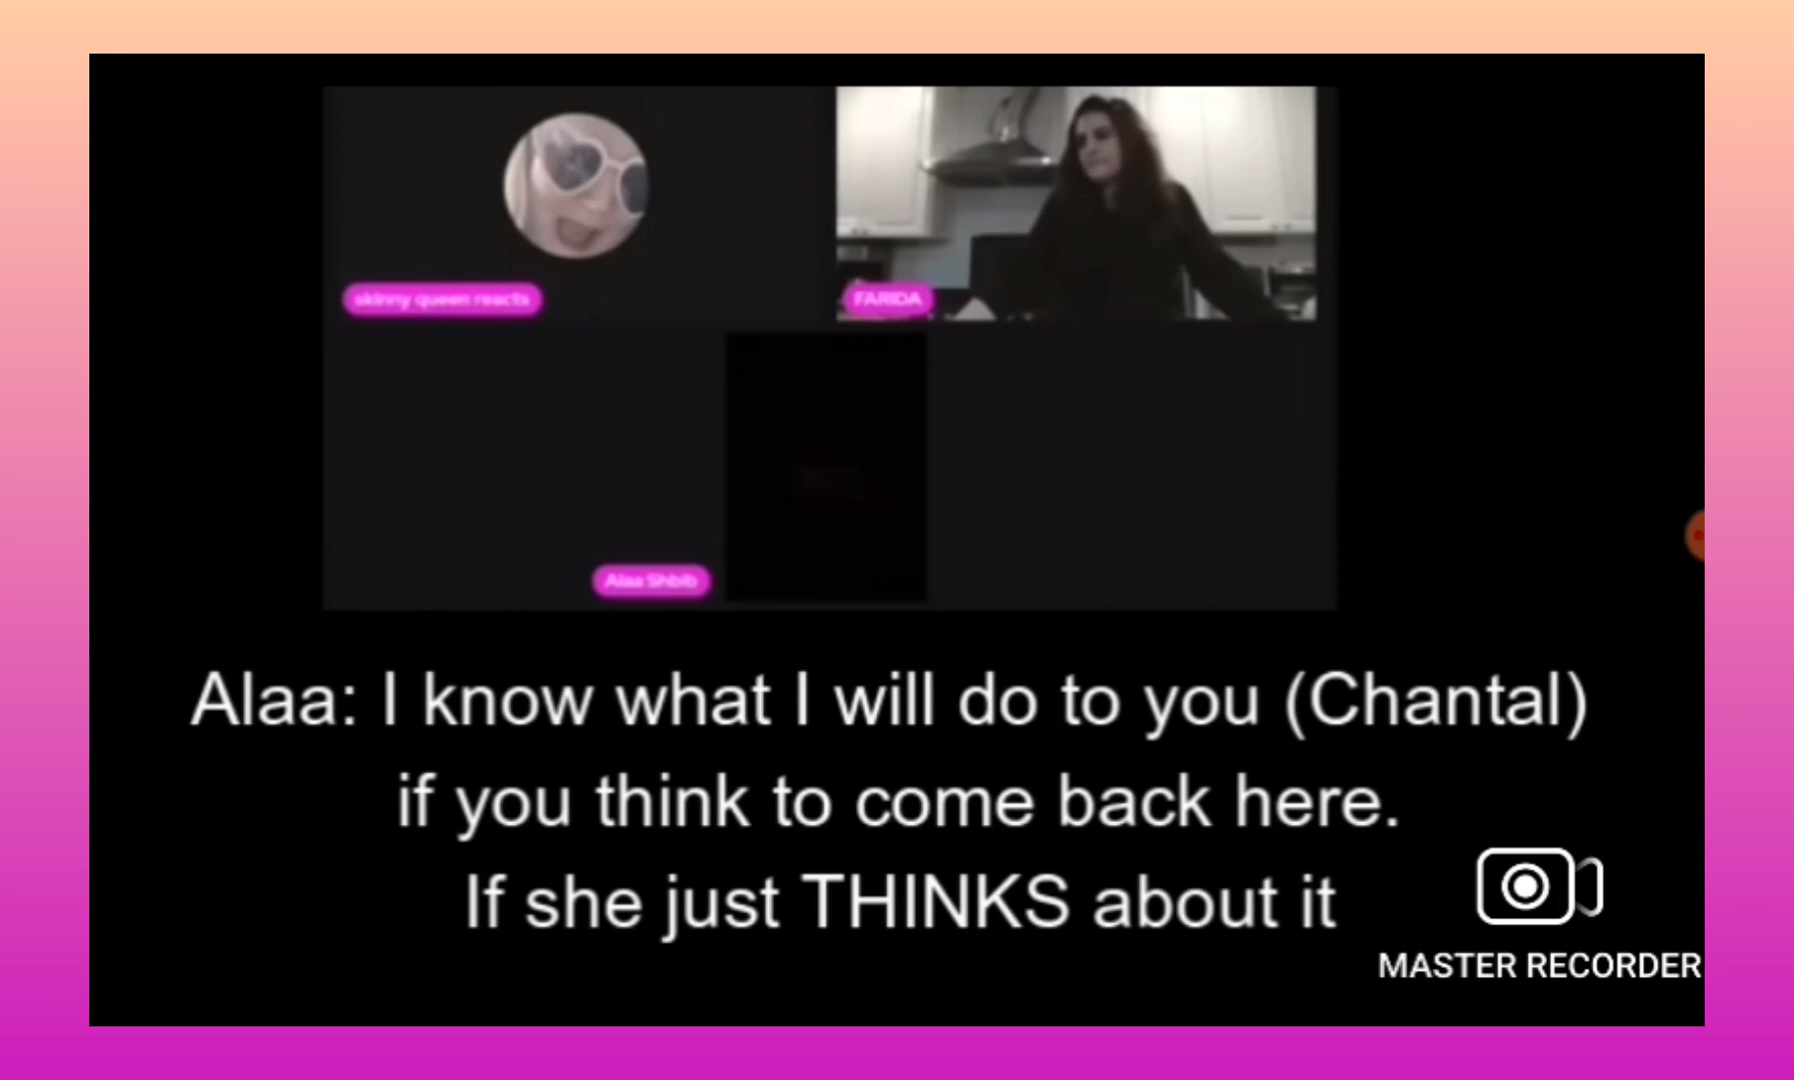 skinny queen reacts
FARIDA
Alaa Shbib
Alaa: I know what I will do to you (Chantal)
if you think to come back here.
If she just THINKS about it
MASTER RECORDER